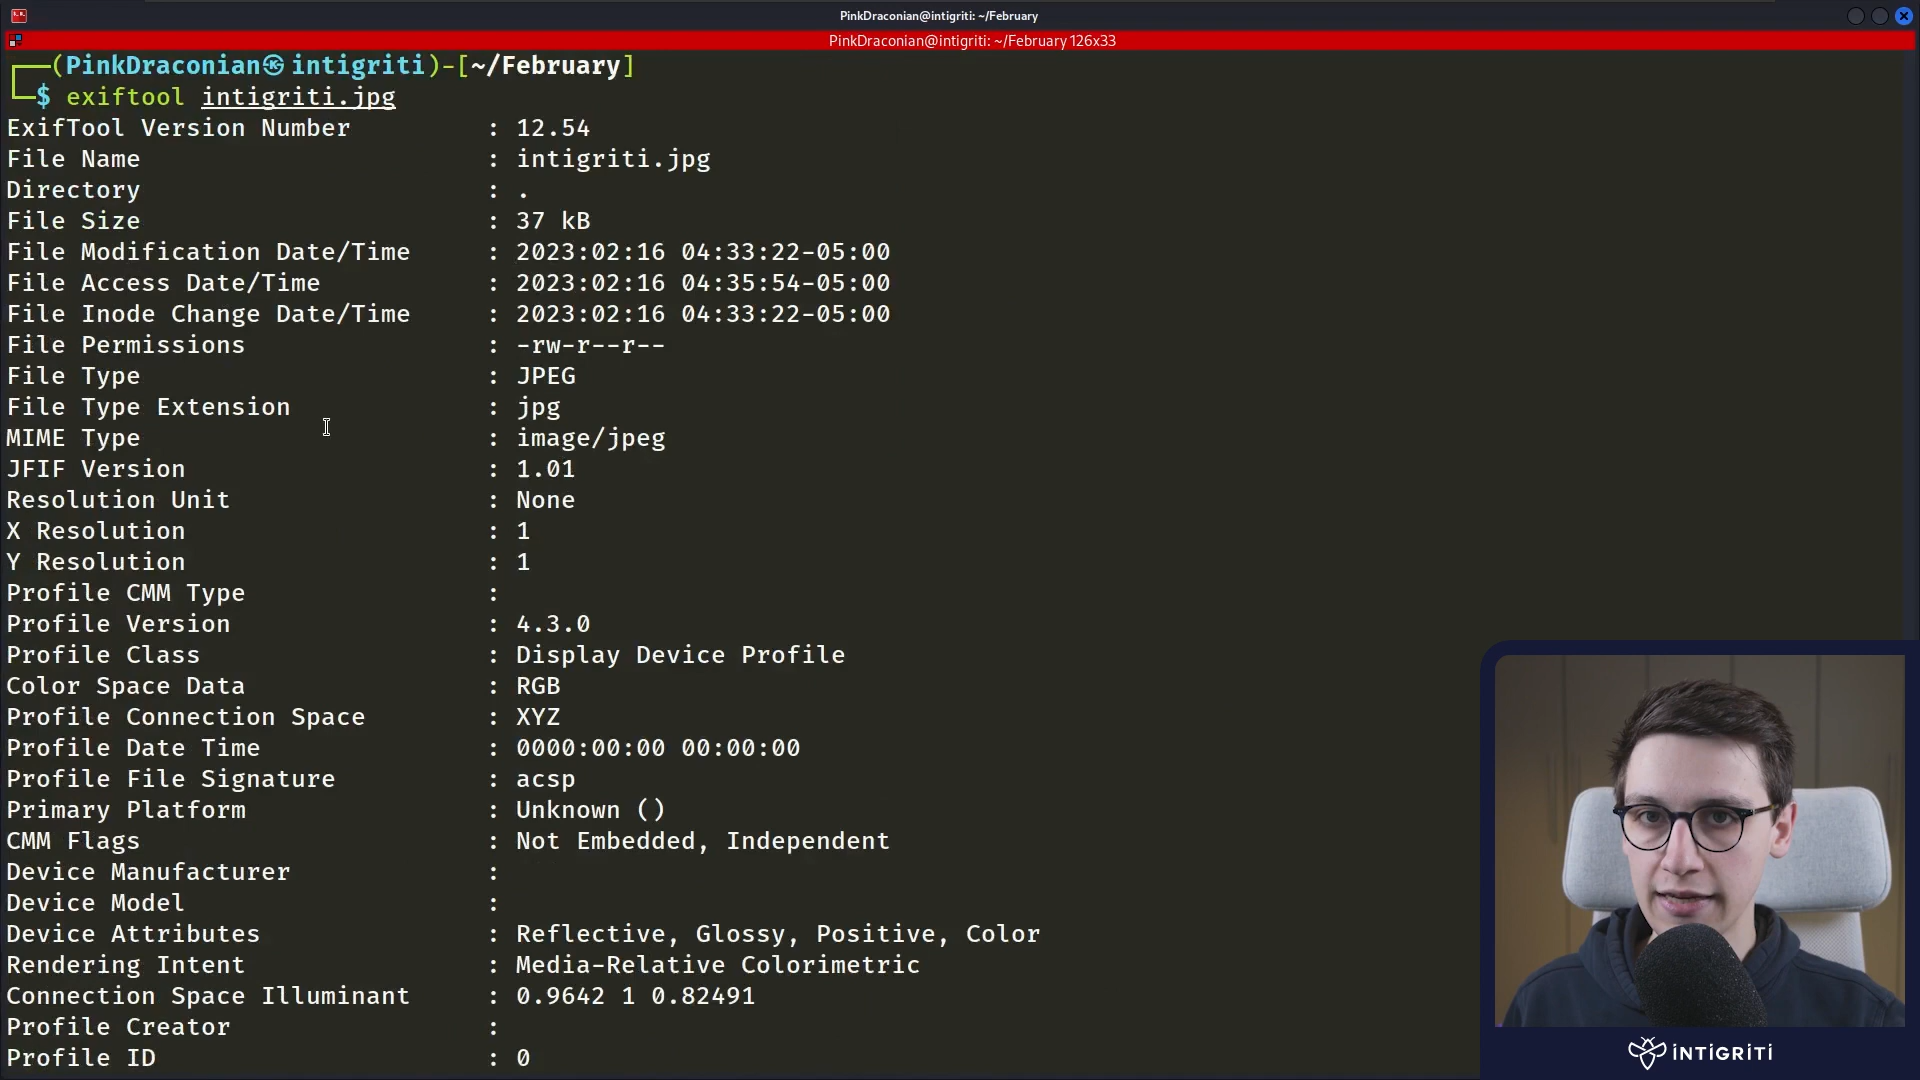 PinkDraconian@intigriti: ~/February
PinkDraconian@intigriti: ~/February 126x33
┌──(PinkDraconian㉿intigriti)-[~/February]
└─$ exiftool intigriti.jpg
ExifTool Version Number : 12.54
File Name : intigriti.jpg
Directory : .
File Size : 37 kB
File Modification Date/Time : 2023:02:16 04:33:22-05:00
File Access Date/Time : 2023:02:16 04:35:54-05:00
File Inode Change Date/Time : 2023:02:16 04:33:22-05:00
File Permissions : -rw-r--r--
File Type : JPEG
File Type Extension : jpg
MIME Type : image/jpeg
JFIF Version : 1.01
Resolution Unit : None
X Resolution : 1
Y Resolution : 1
Profile CMM Type :
Profile Version : 4.3.0
Profile Class : Display Device Profile
Color Space Data : RGB
Profile Connection Space : XYZ
Profile Date Time : 0000:00:00 00:00:00
Profile File Signature : acsp
Primary Platform : Unknown ()
CMM Flags : Not Embedded, Independent
Device Manufacturer :
Device Model :
Device Attributes : Reflective, Glossy, Positive, Color
Rendering Intent : Media-Relative Colorimetric
Connection Space Illuminant : 0.9642 1 0.82491
Profile Creator :
Profile ID : 0
INTIGRITI